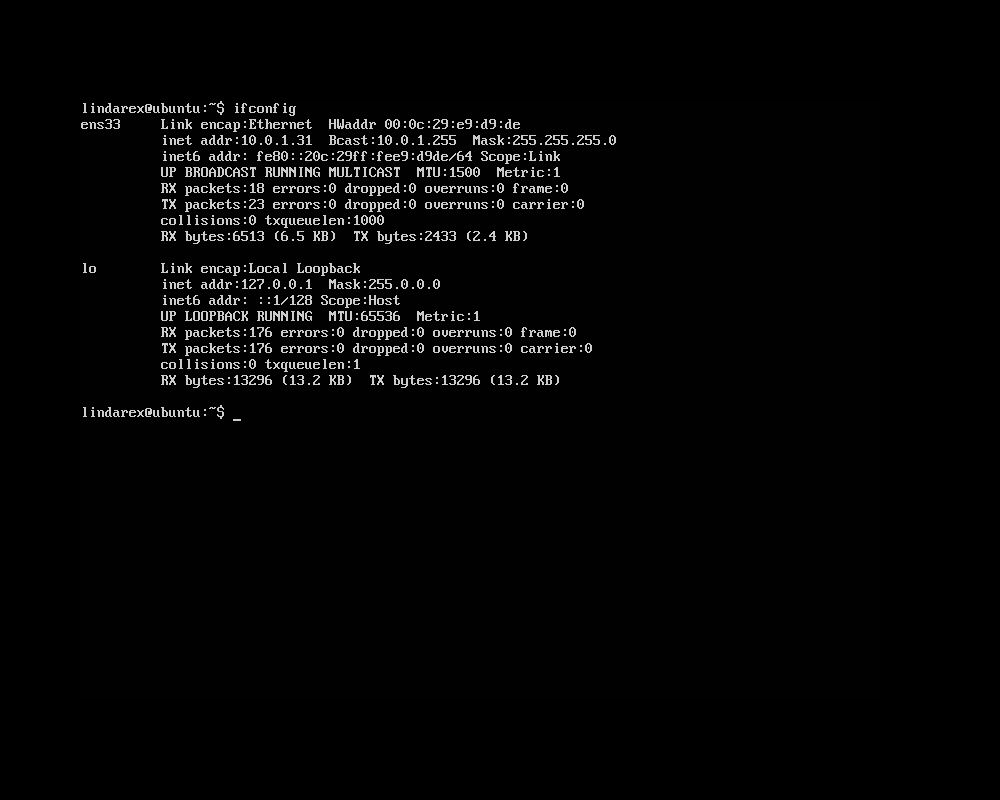 lindarex@ubuntu:~$ ifconfig
ens33     Link encap:Ethernet  HWaddr 00:0c:29:e9:d9:de
          inet addr:10.0.1.31  Bcast:10.0.1.255  Mask:255.255.255.0
          inet6 addr: fe80::20c:29ff:fee9:d9de/64 Scope:Link
          UP BROADCAST RUNNING MULTICAST  MTU:1500  Metric:1
          RX packets:18 errors:0 dropped:0 overruns:0 frame:0
          TX packets:23 errors:0 dropped:0 overruns:0 carrier:0
          collisions:0 txqueuelen:1000
          RX bytes:6513 (6.5 KB)  TX bytes:2433 (2.4 KB)

lo        Link encap:Local Loopback
          inet addr:127.0.0.1  Mask:255.0.0.0
          inet6 addr: ::1/128 Scope:Host
          UP LOOPBACK RUNNING  MTU:65536  Metric:1
          RX packets:176 errors:0 dropped:0 overruns:0 frame:0
          TX packets:176 errors:0 dropped:0 overruns:0 carrier:0
          collisions:0 txqueuelen:1
          RX bytes:13296 (13.2 KB)  TX bytes:13296 (13.2 KB)

lindarex@ubuntu:~$ _